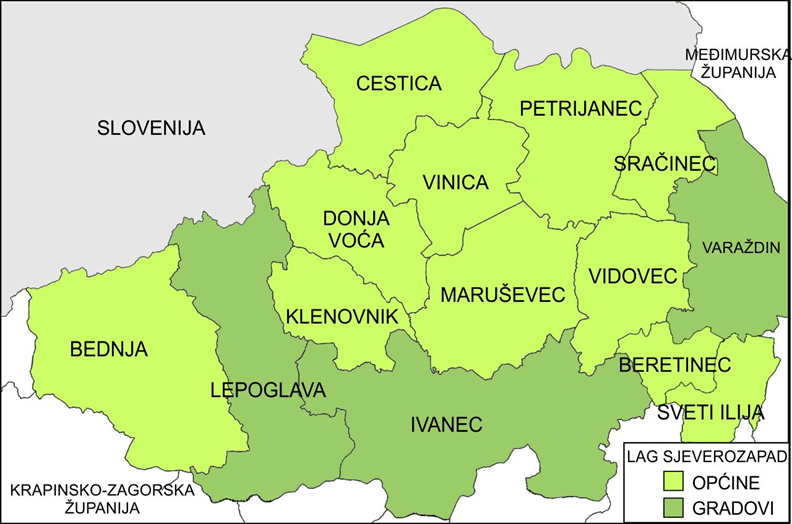 MEĐIMURSKA
ŽUPANIJA
CESTICA
PETRIJANEC
SLOVENIJA
SRAČINEC
VINICA
DONJA
VOĆA
VARAŽDIN
VIDOVEC
MARUŠEVEC
KLENOVNIK
BEDNJA
BERETINEC
LEPOGLAVA
SVETI ILIJA
IVANEC
KRAPINSKO-ZAGORSKA
ŽUPANIJA
LAG SJEVEROZAPAD
OPĆINE
GRADOVI